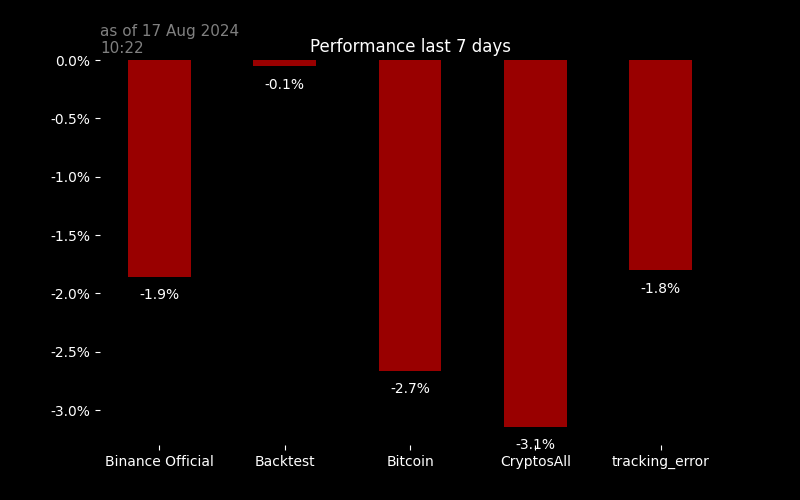 as of 17 Aug 2024
10:22
Performance last 7 days
0.0%
-0.5%
-1.0%
-1.5%
-2.0%
-2.5%
-3.0%
-1.9%
-0.1%
-2.7%
-3.1%
-1.8%
Binance Official
Backtest
Bitcoin
CryptosAll
tracking_error